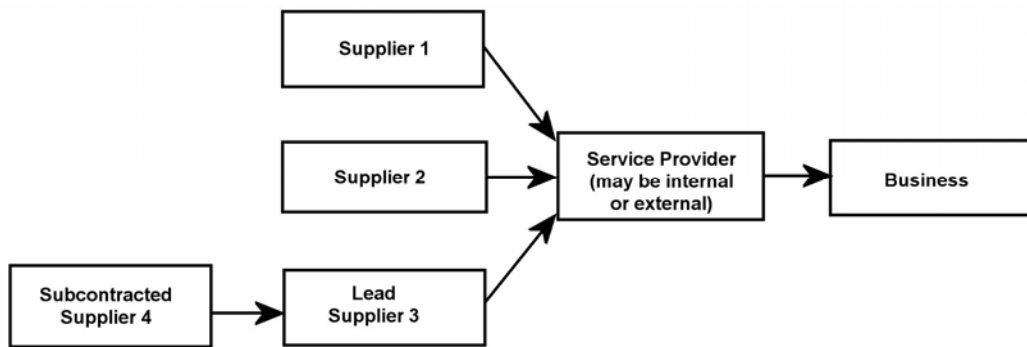 Supplier 1
Supplier 2
Service Provider
(may be internal
or external)
Business
Subcontracted
Supplier 4
Lead
Supplier 3